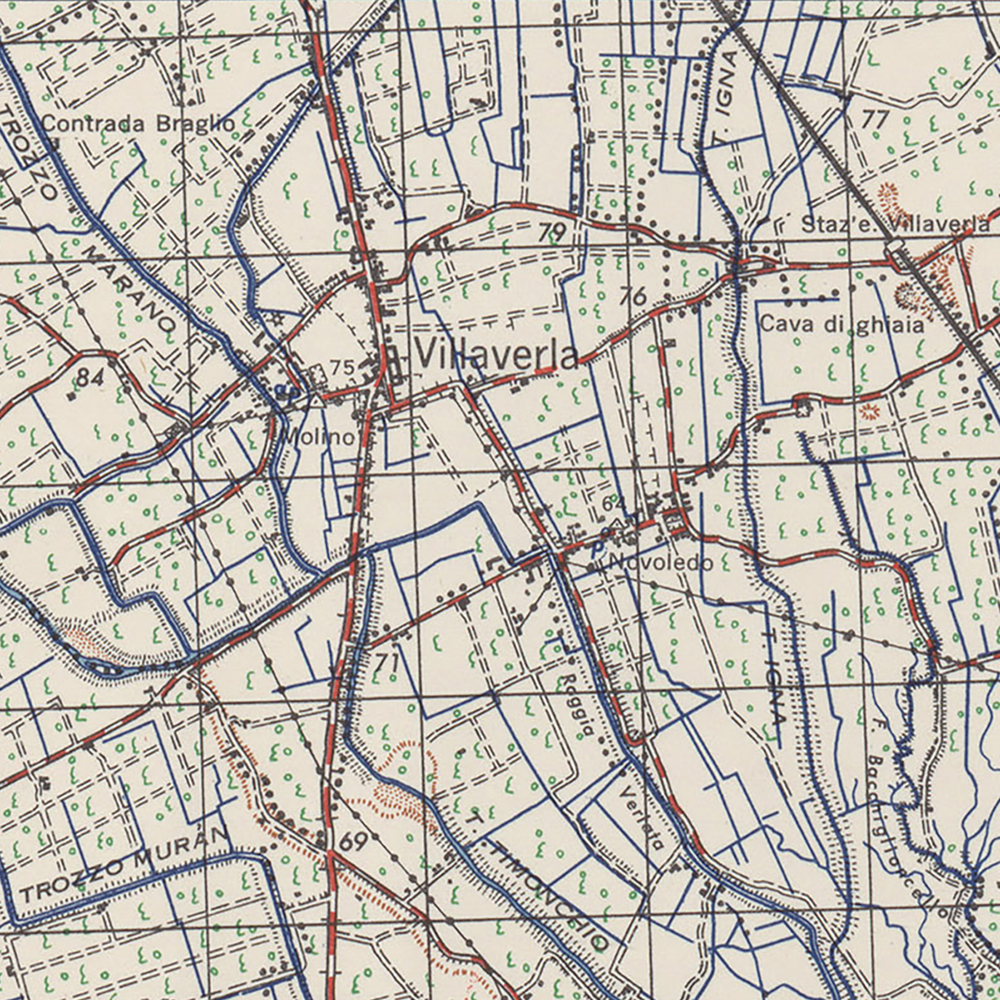 Contrada Braglio
TROZZO
MARANO
T. IGNA
77
Staz'e. Villaverla
79
76
Cava di ghiaia
Villaverla
75
84
Molino
64
Novoledo
71
T. IGNA
Roggia
Verlata
F. Bacchiglioncello
69
TROZZO MURAN
T. TIMONCHIO